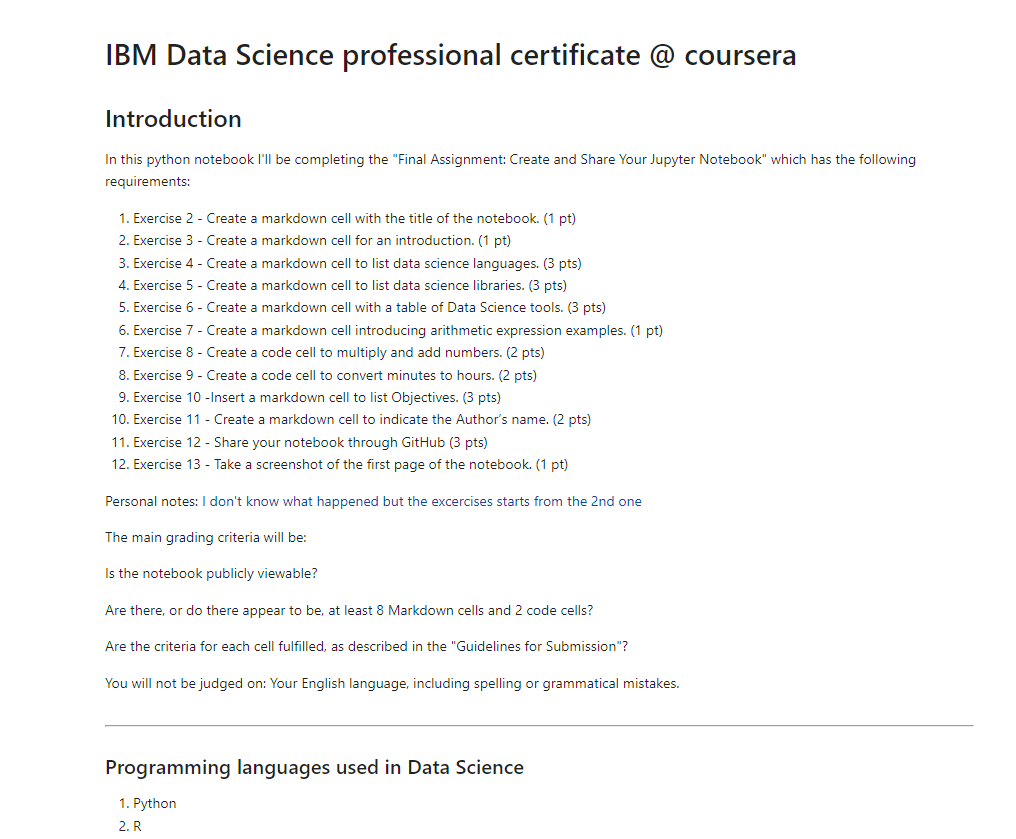 IBM Data Science professional certificate @ coursera
Introduction
In this python notebook I'll be completing the "Final Assignment: Create and Share Your Jupyter Notebook" which has the following
requirements:
1. Exercise 2 - Create a markdown cell with the title of the notebook. (1 pt)
2. Exercise 3 - Create a markdown cell for an introduction. (1 pt)
3. Exercise 4 - Create a markdown cell to list data science languages. (3 pts)
4. Exercise 5 - Create a markdown cell to list data science libraries. (3 pts)
5. Exercise 6 - Create a markdown cell with a table of Data Science tools. (3 pts)
6. Exercise 7 - Create a markdown cell introducing arithmetic expression examples. (1 pt)
7. Exercise 8 - Create a code cell to multiply and add numbers. (2 pts)
8. Exercise 9 - Create a code cell to convert minutes to hours. (2 pts)
9. Exercise 10 -Insert a markdown cell to list Objectives. (3 pts)
10. Exercise 11 - Create a markdown cell to indicate the Author's name. (2 pts)
11. Exercise 12 - Share your notebook through GitHub (3 pts)
12. Exercise 13 - Take a screenshot of the first page of the notebook. (1 pt)
Personal notes: I don't know what happened but the excercises starts from the 2nd one
The main grading criteria will be:
Is the notebook publicly viewable?
Are there, or do there appear to be, at least 8 Markdown cells and 2 code cells?
Are the criteria for each cell fulfilled, as described in the "Guidelines for Submission"?
You will not be judged on: Your English language, including spelling or grammatical mistakes.
Programming languages used in Data Science
1. Python
2. R